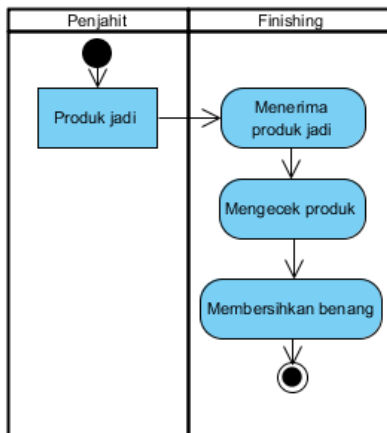 Penjahit
Finishing
Produk jadi
Menerima
produk jadi
Mengecek produk
Membersihkan benang